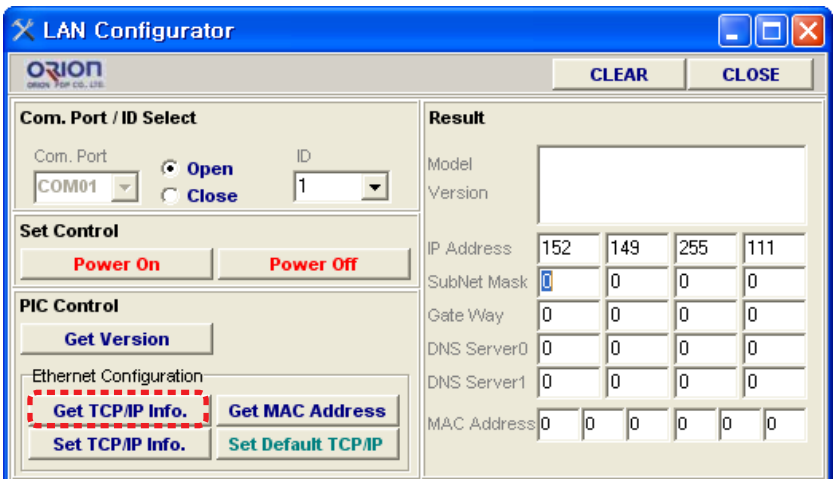 LAN Configurator
ORION
ORION PDP CO., LTD.
CLEAR CLOSE
Com. Port / ID Select
Com. Port
COM01
Open
Close
ID
1
Set Control
Power On Power Off
PIC Control
Get Version
Ethernet Configuration
Get TCP/IP Info. Get MAC Address
Set TCP/IP Info. Set Default TCP/IP
Result
Model
Version
IP Address 152 149 255 111
SubNet Mask 0 0 0 0
Gate Way 0 0 0 0
DNS Server0 0 0 0 0
DNS Server1 0 0 0 0
MAC Address 0 0 0 0 0 0